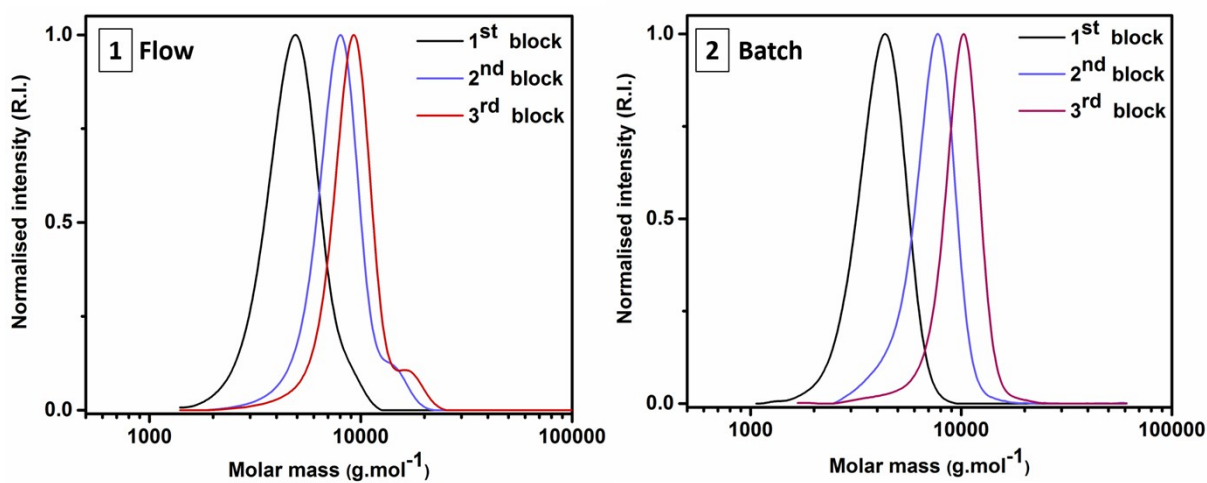 1 Flow
1st block
2nd block
3rd block
Normalised intensity (R.I.)
1.0
0.5
0.0
1000
10000
100000
Molar mass (g.mol-1)
2 Batch
1st block
2nd block
3rd block
Normalised intensity (R.I.)
1.0
0.5
0.0
1000
10000
100000
Molar mass (g.mol-1)